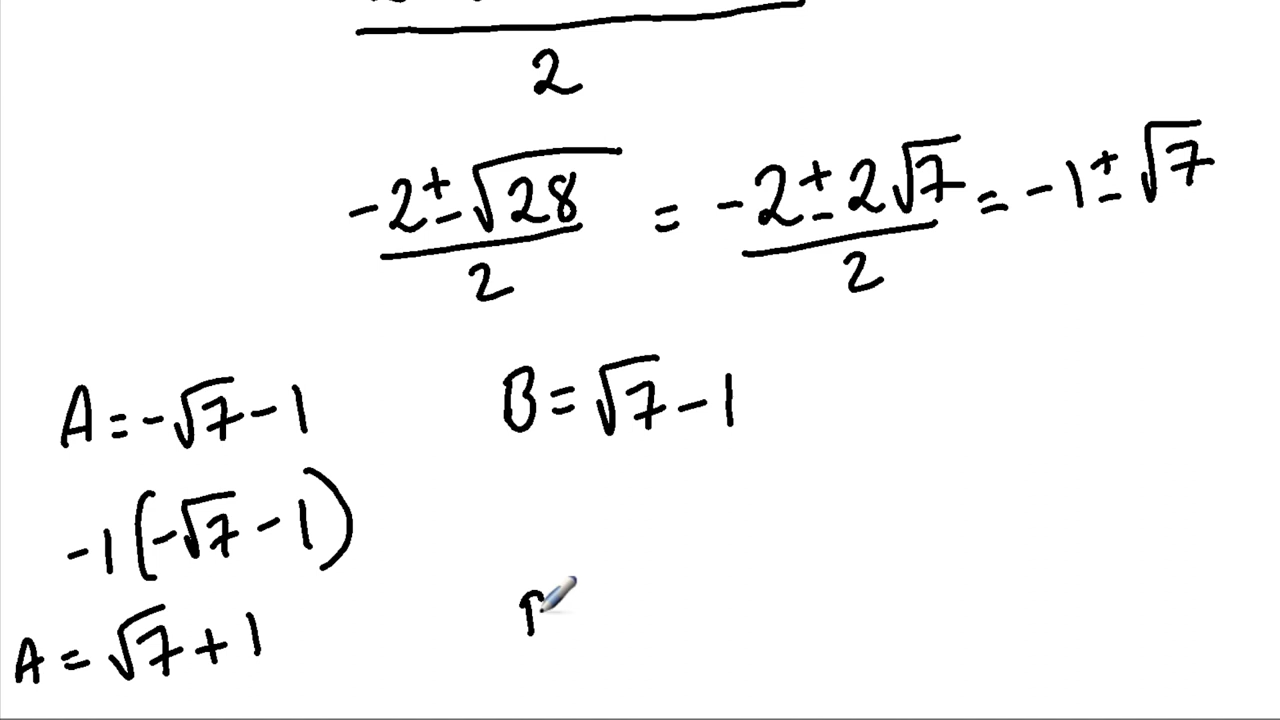 2
-2±√28/2 = -2±2√7/2 = -1±√7
A=-√7-1
B=√7-1
-1(-√7-1)
A=√7+1